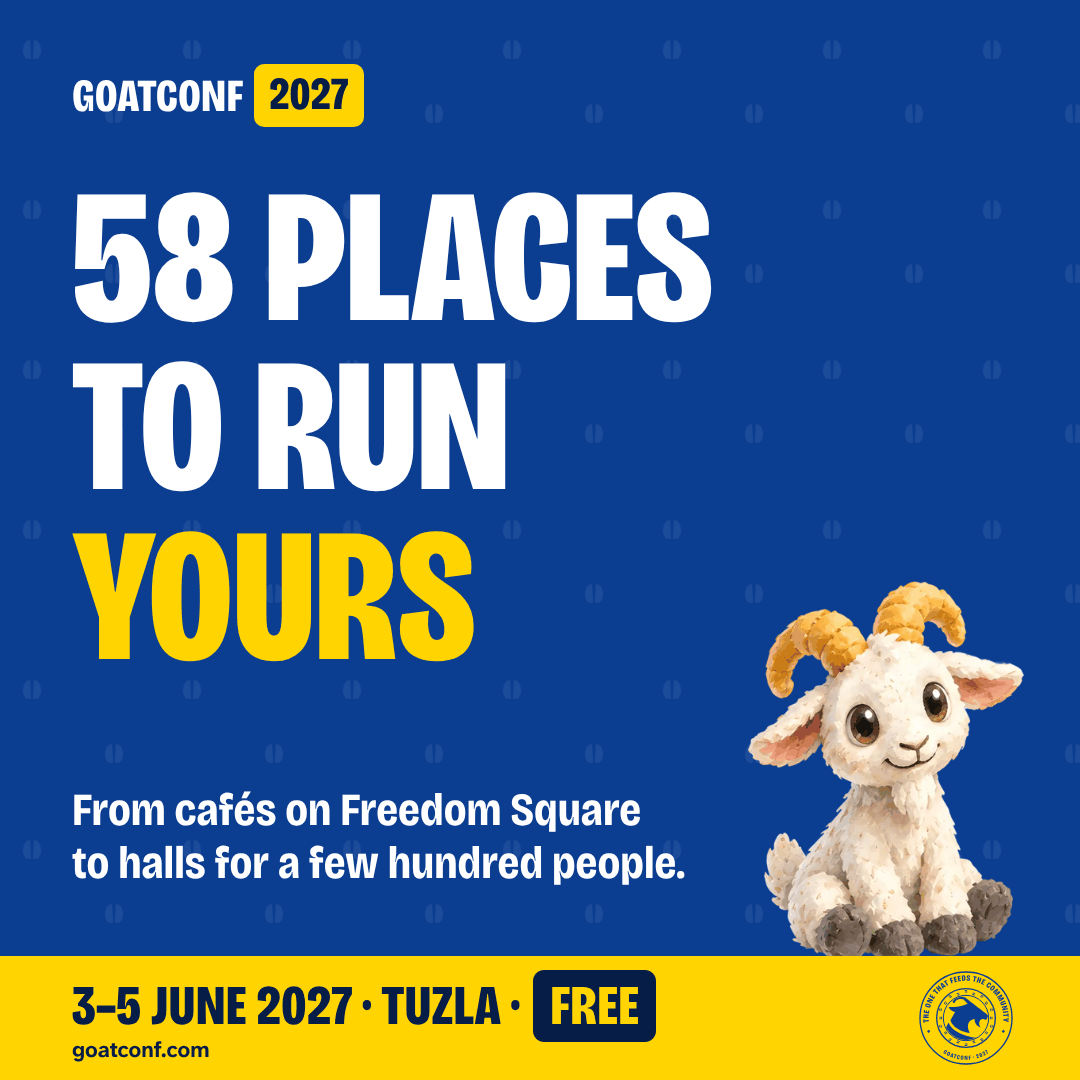 GOATCONF 2027
58 PLACES
TO RUN
YOURS
From cafés on Freedom Square
to halls for a few hundred people.
3–5 JUNE 2027 · TUZLA · FREE
goatconf.com
• THE ONE THAT FEEDS THE COMMUNITY •
GOATCONF · 2027